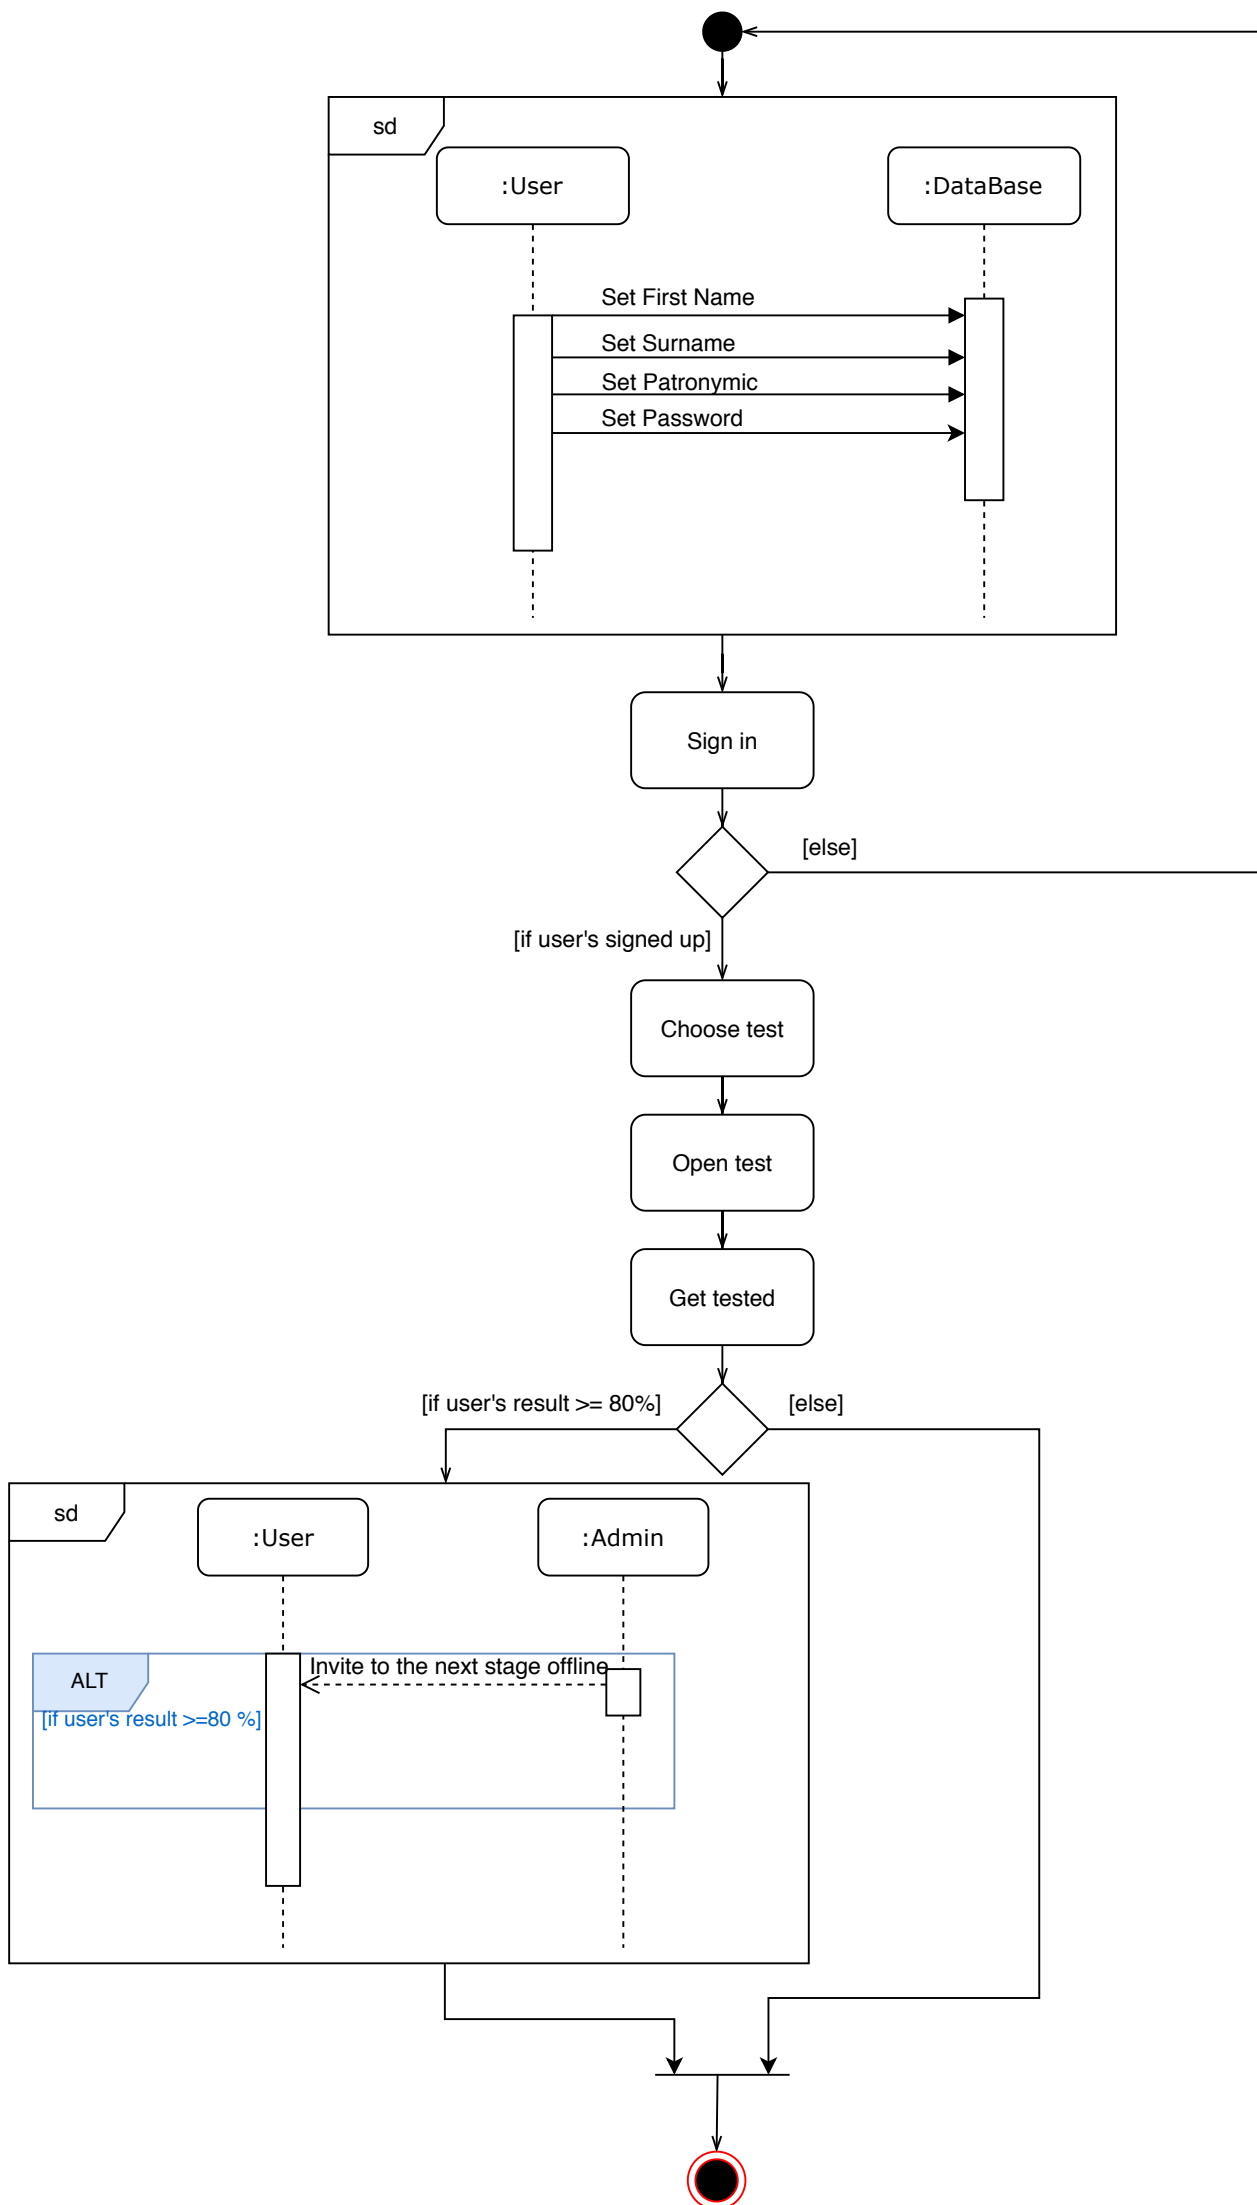 sd
:User
:DataBase
Set First Name
Set Surname
Set Patronymic
Set Password
Sign in
[else]
[if user's signed up]
Choose test
Open test
Get tested
[if user's result >= 80%]
[else]
sd
:User
:Admin
Invite to the next stage offline
ALT
[if user's result >=80 %]